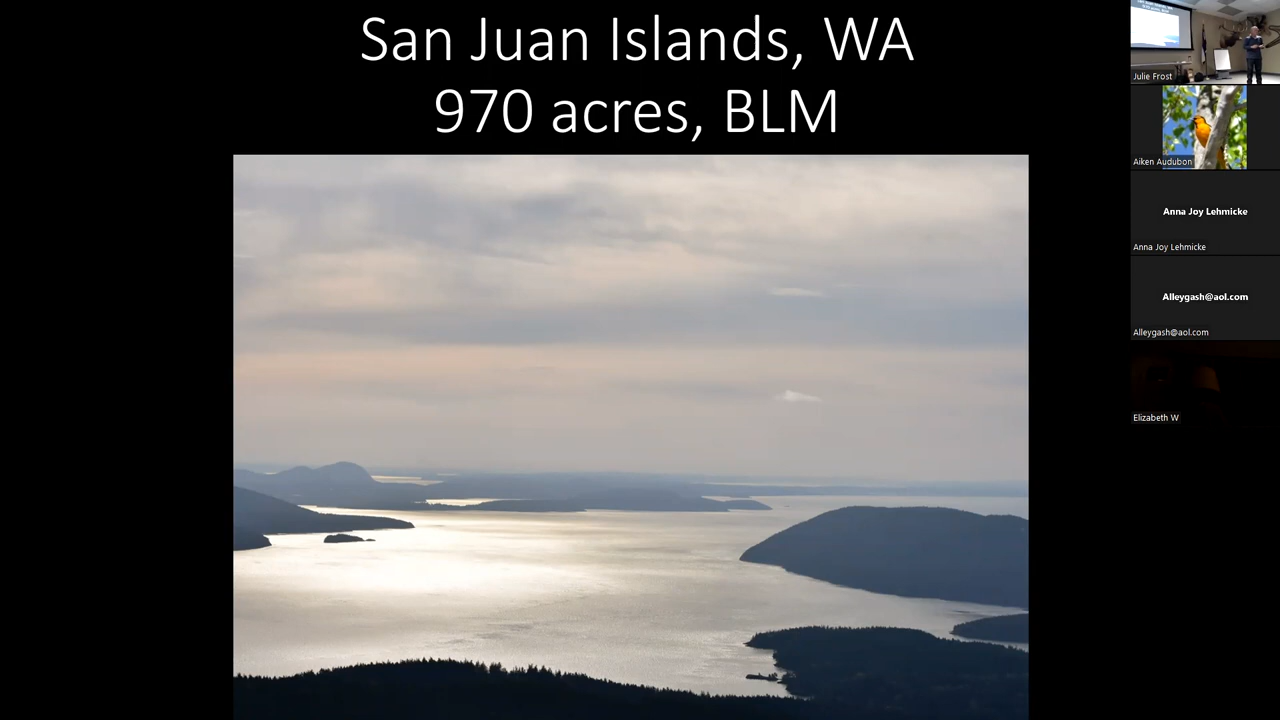 San Juan Islands, WA
970 acres, BLM
Julie Frost
Aiken Audubon
Anna Joy Lehmicke
Anna Joy Lehmicke
Alleygash@aol.com
Alleygash@aol.com
Elizabeth W